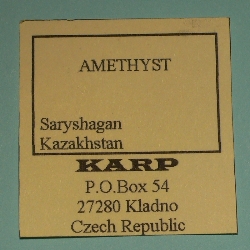 AMETHYST
Saryshagan
Kazakhstan
KARP
P.O.Box 54
27280 Kladno
Czech Republic